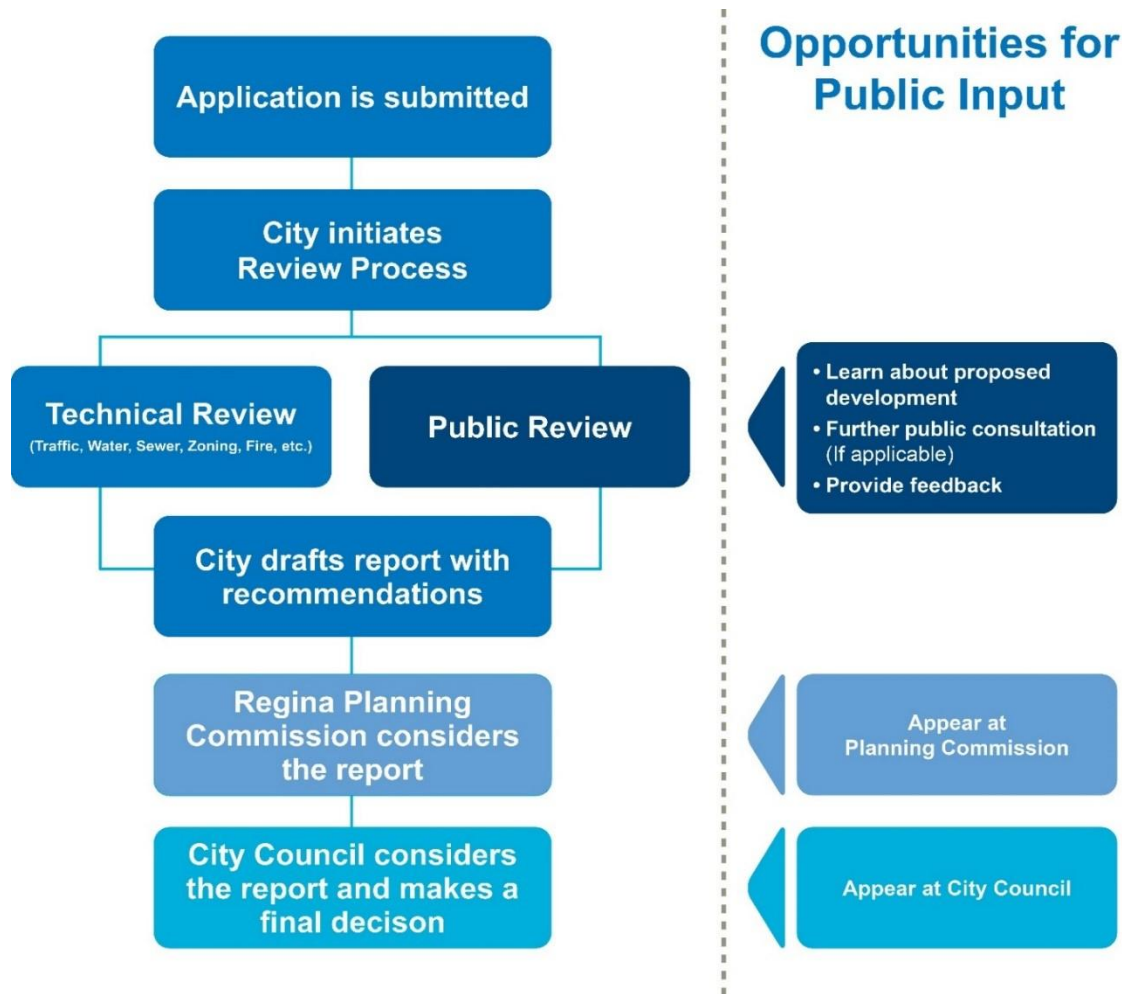 Opportunities for
Public Input
Application is submitted
City initiates
Review Process
Technical Review
(Traffic, Water, Sewer, Zoning, Fire, etc.)
Public Review
• Learn about proposed
development
• Further public consultation
(If applicable)
• Provide feedback
City drafts report with
recommendations
Regina Planning
Commission considers
the report
Appear at
Planning Commission
City Council considers
the report and makes a
final decison
Appear at City Council